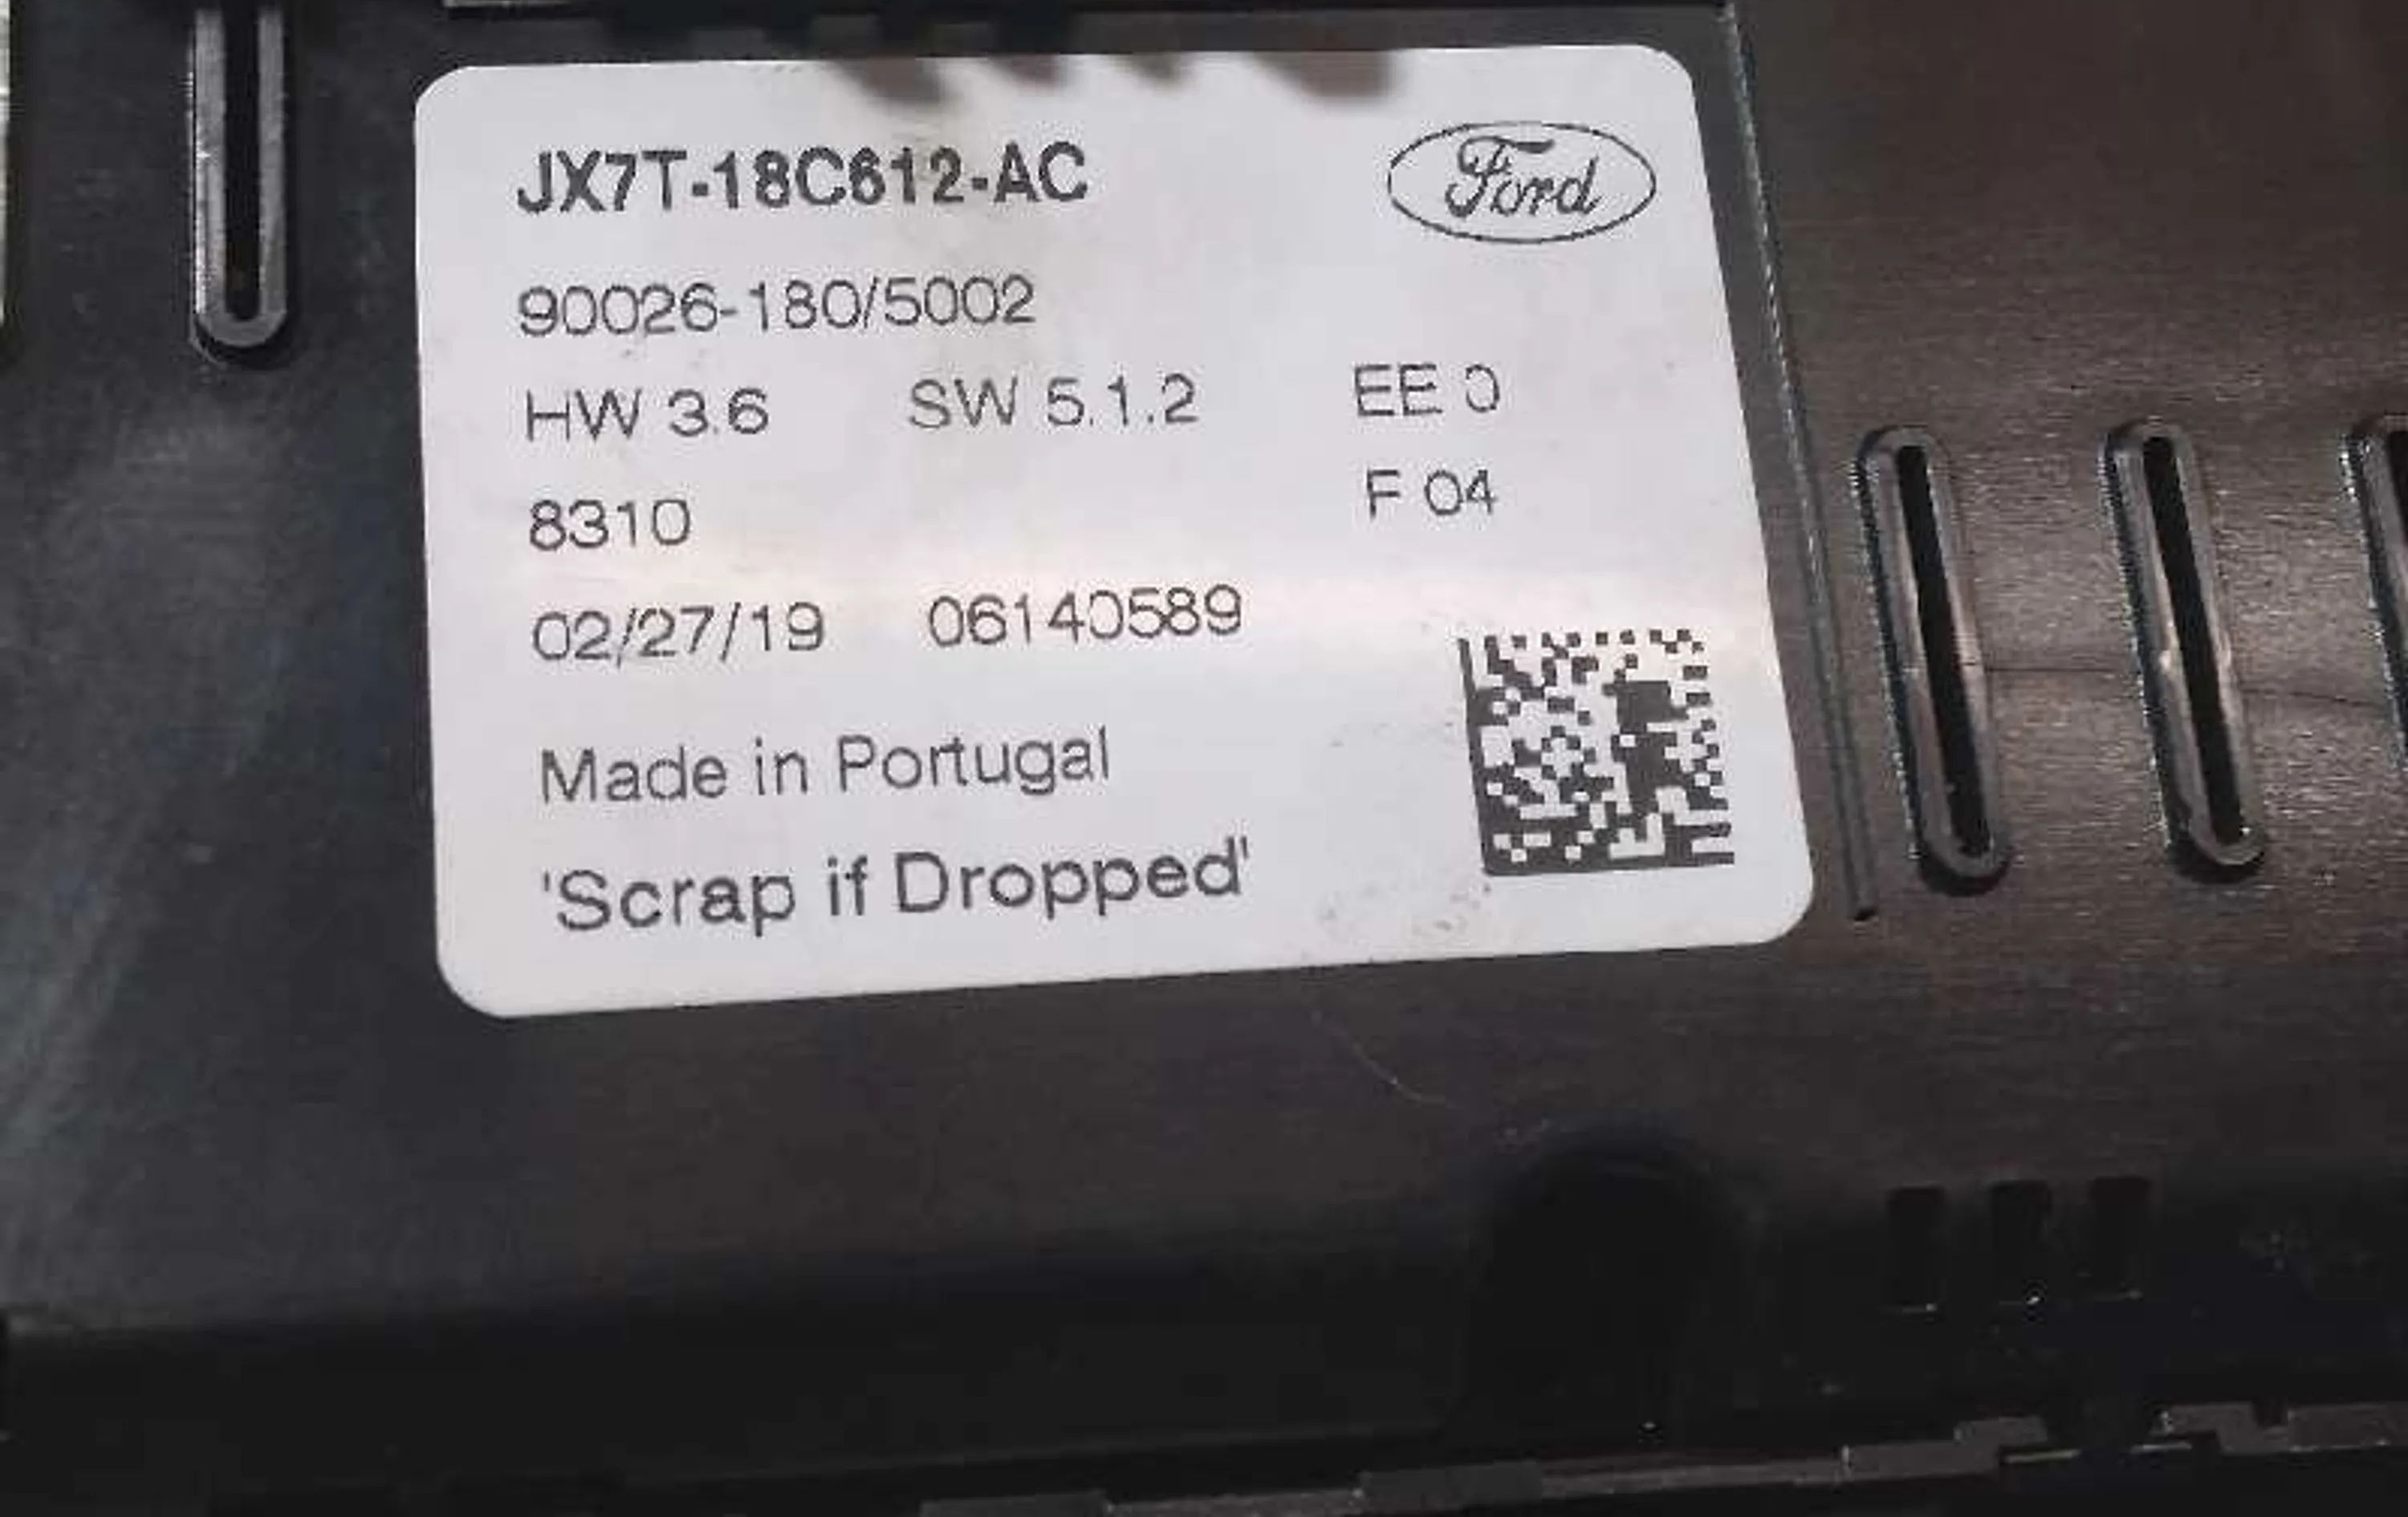 JX7T-18C612-AC
Ford
90026-180/5002
HW 3.6 SW 5.1.2 EE 0
8310 F 04
02/27/19 06140589
Made in Portugal
'Scrap if Dropped'